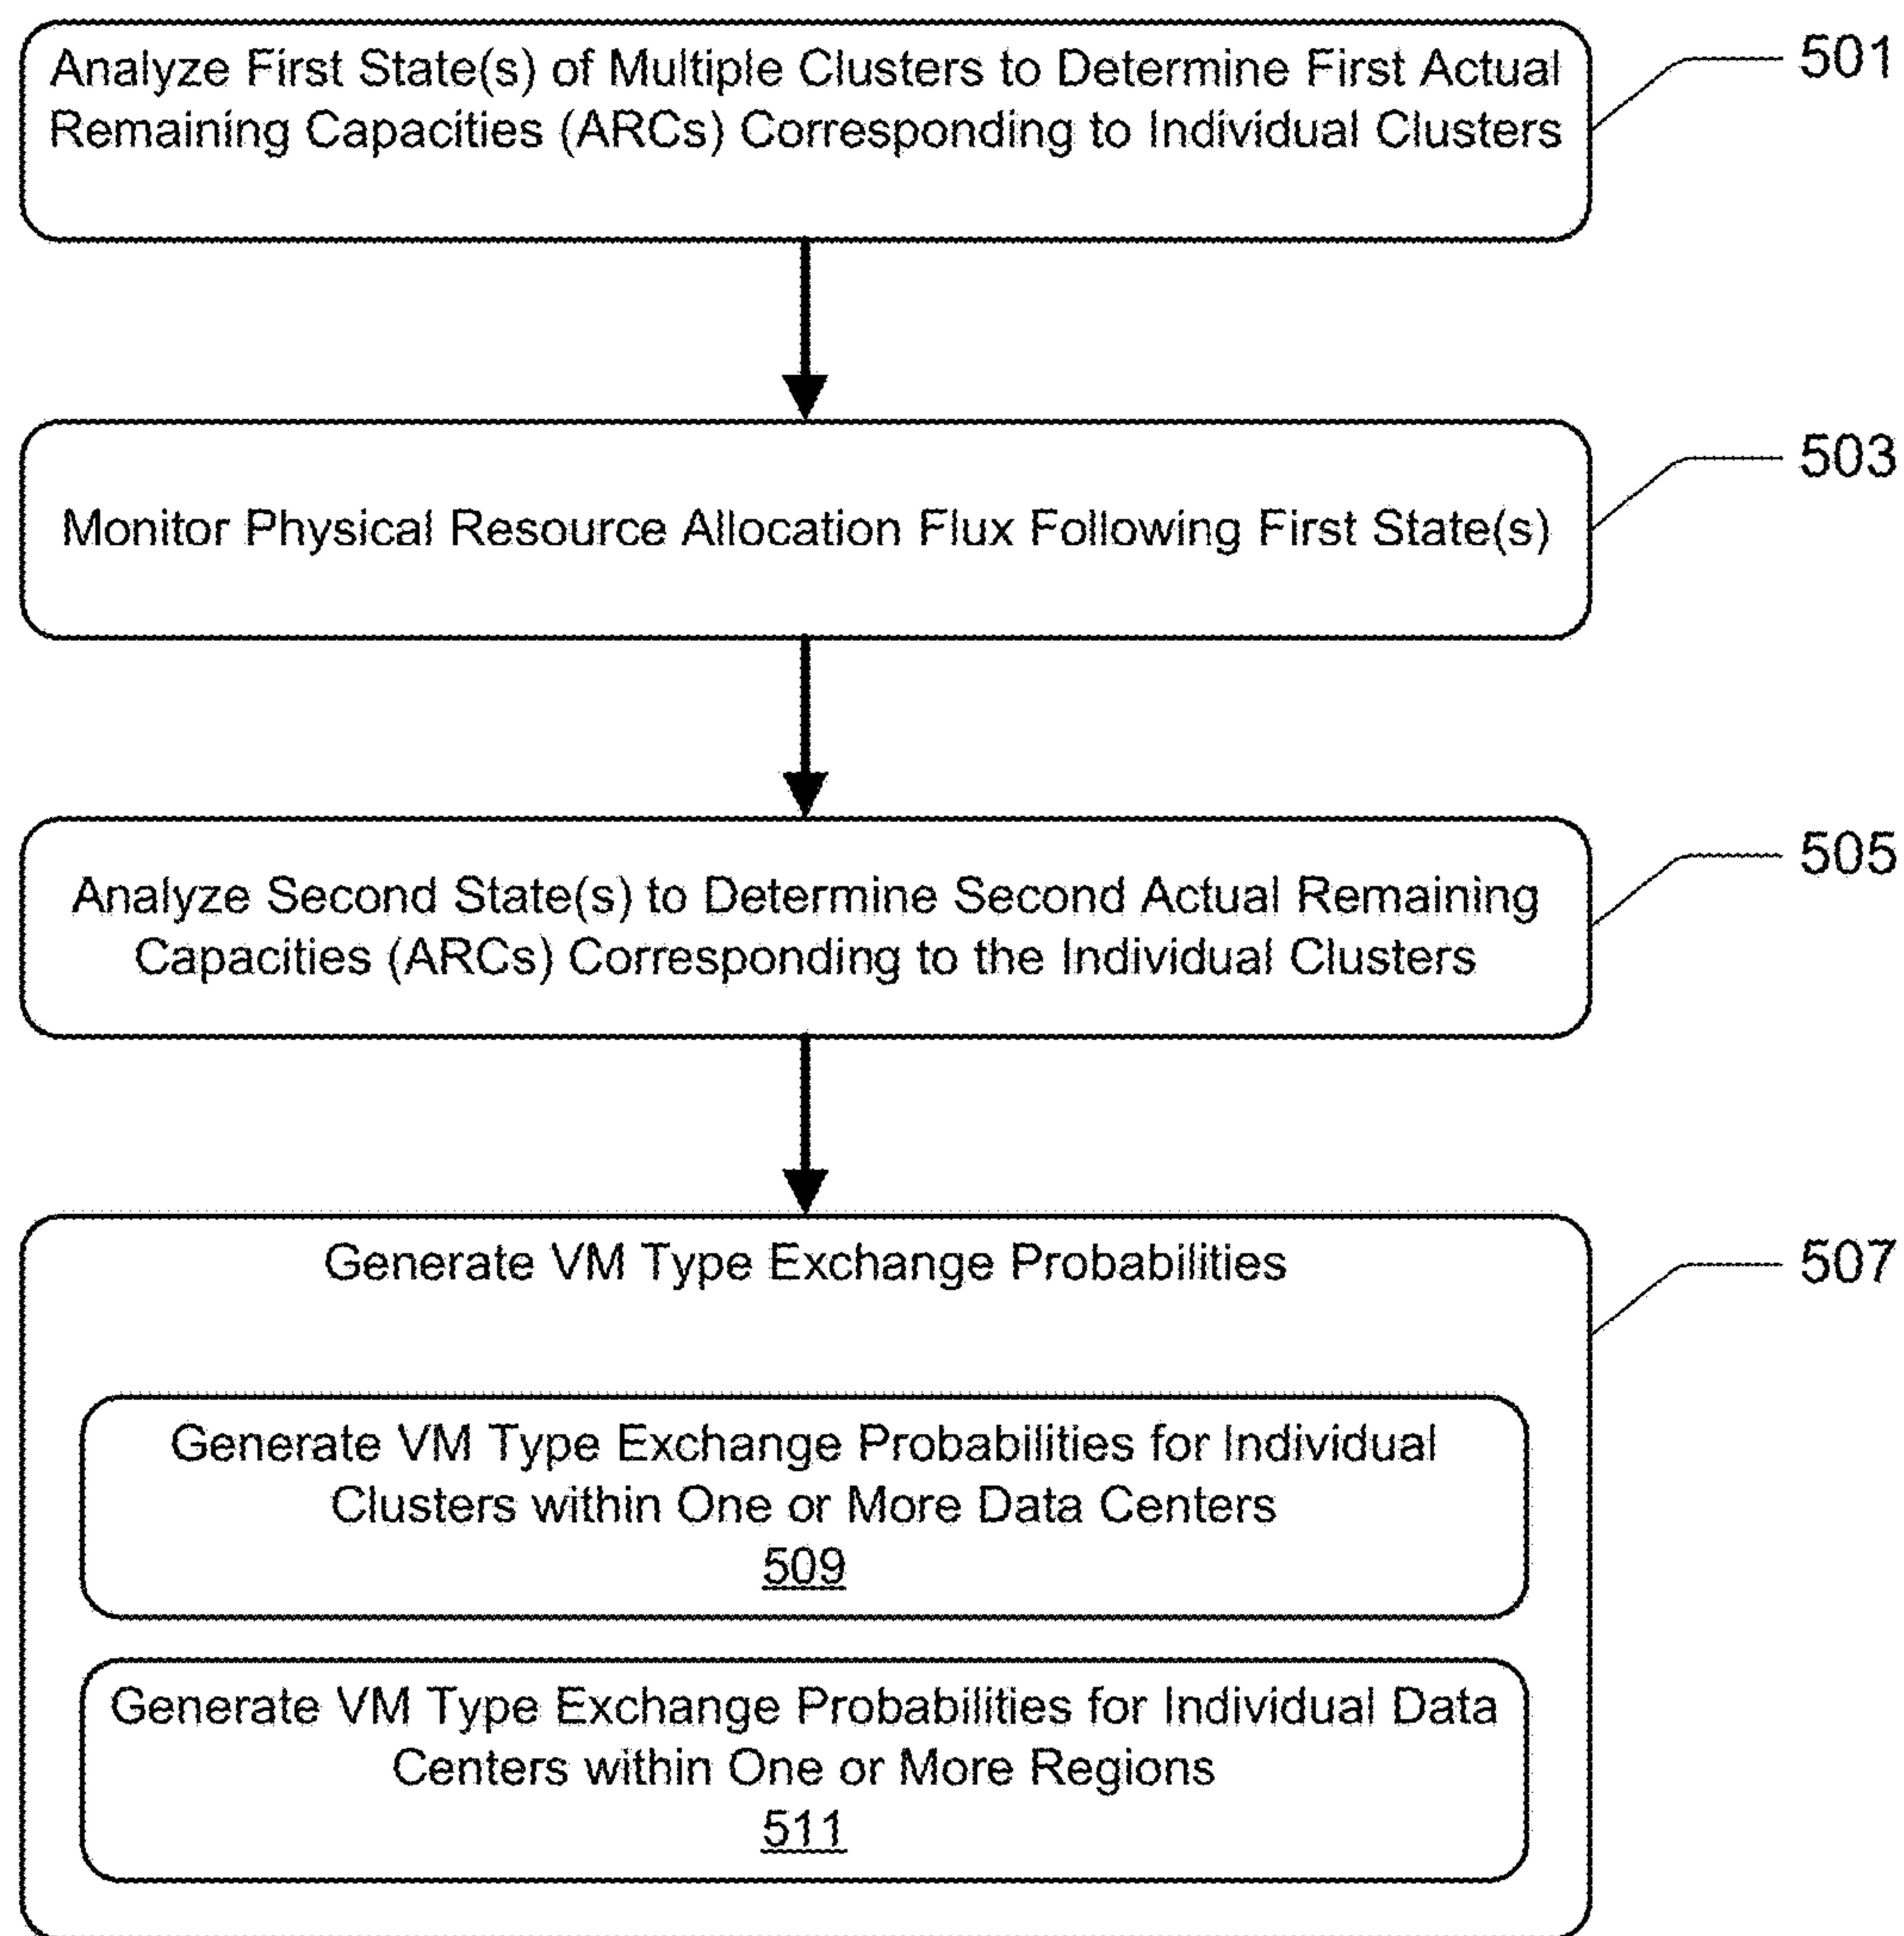 Analyze First State(s) of Multiple Clusters to Determine First Actual
Remaining Capacities (ARCs) Corresponding to Individual Clusters
501
Monitor Physical Resource Allocation Flux Following First State(s)
503
Analyze Second State(s) to Determine Second Actual Remaining
Capacities (ARCs) Corresponding to the Individual Clusters
505
Generate VM Type Exchange Probabilities
507
Generate VM Type Exchange Probabilities for Individual
Clusters within One or More Data Centers
509
Generate VM Type Exchange Probabilities for Individual Data
Centers within One or More Regions
511